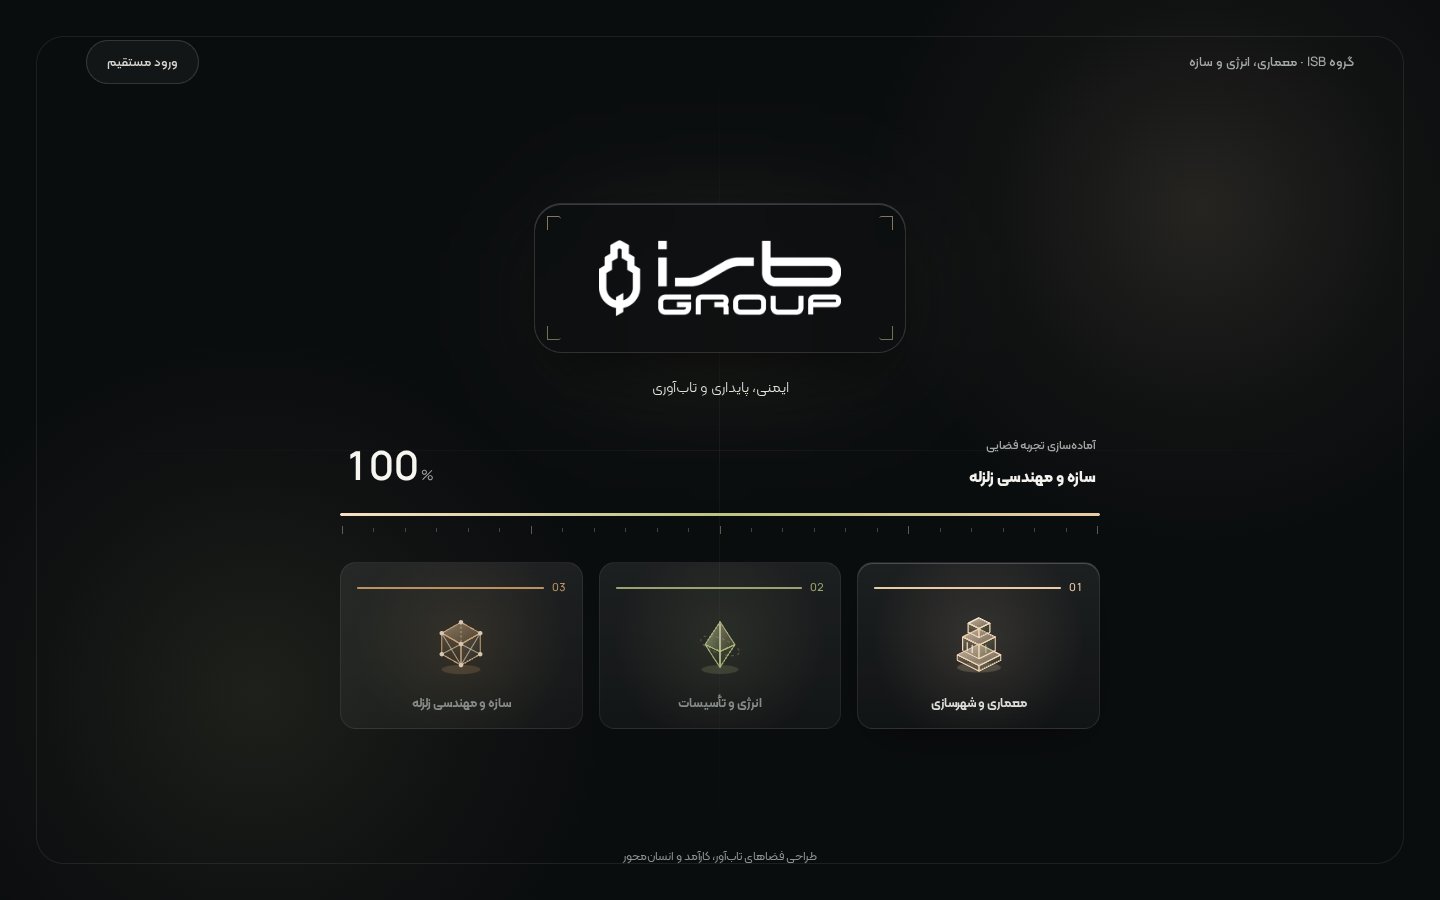 گروه ISB · معماری، انرژی و سازه
ورود مستقیم
isb
GROUP
ایمنی، پایداری و تاب‌آوری
آماده‌سازی تجربه فضایی
سازه و مهندسی زلزله
100%
01
معماری و شهرسازی
02
انرژی و تأسیسات
03
سازه و مهندسی زلزله
طراحی فضاهای تاب‌آور، کارآمد و انسان‌محور